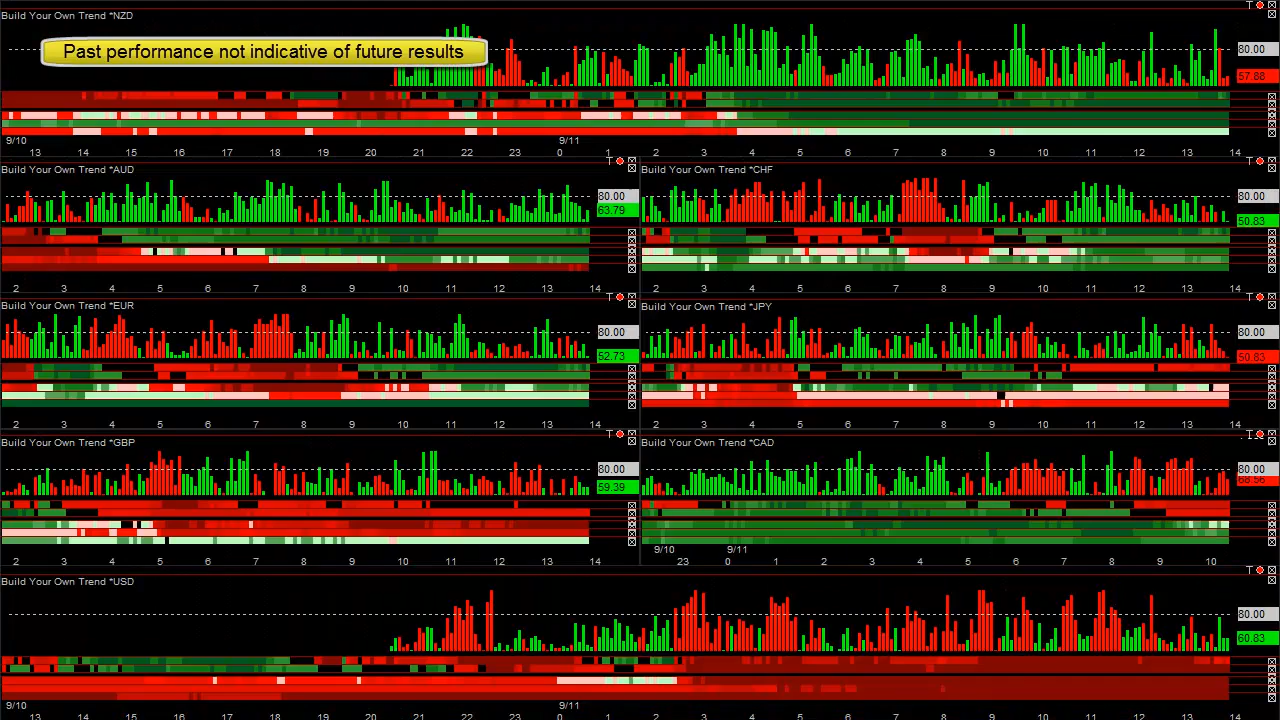 Build Your Own Trend *NZD
Past performance not indicative of future results
80.00
57.88
9/10
9/11
13 14 15 16 17 18 19 20 21 22 23 0 1 2 3 4 5 6 7 8 9 10 11 12 13 14
T
Build Your Own Trend *AUD
80.00
63.79
2 3 4 5 6 7 8 9 10 11 12 13 14
T
Build Your Own Trend *CHF
80.00
50.83
2 3 4 5 6 7 8 9 10 11 12 13 14
T
Build Your Own Trend *EUR
80.00
52.73
2 3 4 5 6 7 8 9 10 11 12 13 14
T
Build Your Own Trend *JPY
80.00
50.83
2 3 4 5 6 7 8 9 10 11 12 13 14
T
Build Your Own Trend *GBP
80.00
59.39
2 3 4 5 6 7 8 9 10 11 12 13 14
T
Build Your Own Trend *CAD
80.00
68.56
9/10 9/11
23 0 1 2 3 4 5 6 7 8 9 10
T
Build Your Own Trend *USD
80.00
60.83
9/10 9/11
13 14 15 16 17 18 19 20 21 22 23 0 1 2 3 4 5 6 7 8 9 10 11 12 13 14